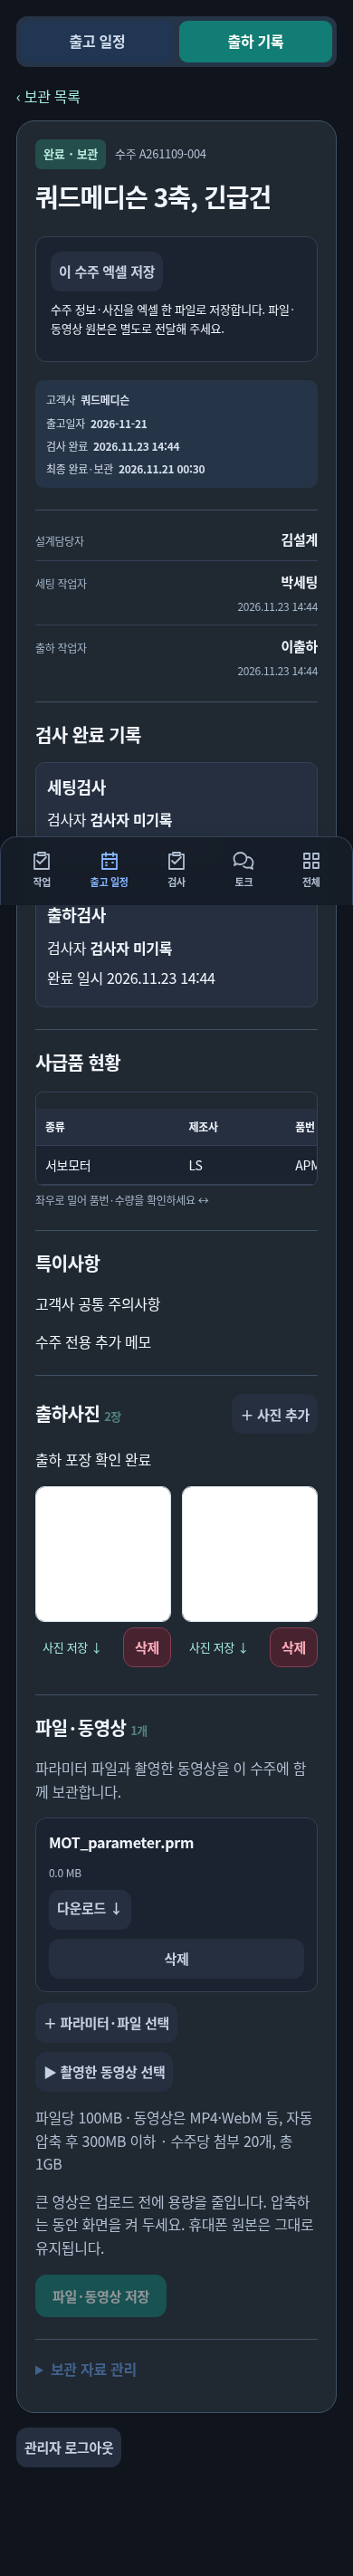 출고 일정
출하 기록
‹ 보관 목록
완료 · 보관 수주 A261109-004
쿼드메디슨 3축, 긴급건
이 수주 엑셀 저장
수주 정보·사진을 엑셀 한 파일로 저장합니다. 파일·
동영상 원본은 별도로 전달해 주세요.
고객사 쿼드메디슨
출고일자 2026-11-21
검사 완료 2026.11.23 14:44
최종 완료·보관 2026.11.21 00:30
설계담당자 김설계
세팅 작업자 박세팅
2026.11.23 14:44
출하 작업자 이출하
2026.11.23 14:44
검사 완료 기록
세팅검사
검사자 검사자 미기록
작업
출고 일정
검사
토크
전체
출하검사
검사자 검사자 미기록
완료 일시 2026.11.23 14:44
사급품 현황
종류 제조사 품번
서보모터 LS APM
좌우로 밀어 품번·수량을 확인하세요 ↔
특이사항
고객사 공통 주의사항
수주 전용 추가 메모
출하사진 2장
＋ 사진 추가
출하 포장 확인 완료
사진 저장 ↓ 삭제 사진 저장 ↓ 삭제
파일·동영상 1개
파라미터 파일과 촬영한 동영상을 이 수주에 함
께 보관합니다.
MOT_parameter.prm
0.0 MB
다운로드 ↓
삭제
＋ 파라미터·파일 선택
▶ 촬영한 동영상 선택
파일당 100MB · 동영상은 MP4·WebM 등, 자동
압축 후 300MB 이하 · 수주당 첨부 20개, 총
1GB
큰 영상은 업로드 전에 용량을 줄입니다. 압축하
는 동안 화면을 켜 두세요. 휴대폰 원본은 그대로
유지됩니다.
파일·동영상 저장
▶ 보관 자료 관리
관리자 로그아웃